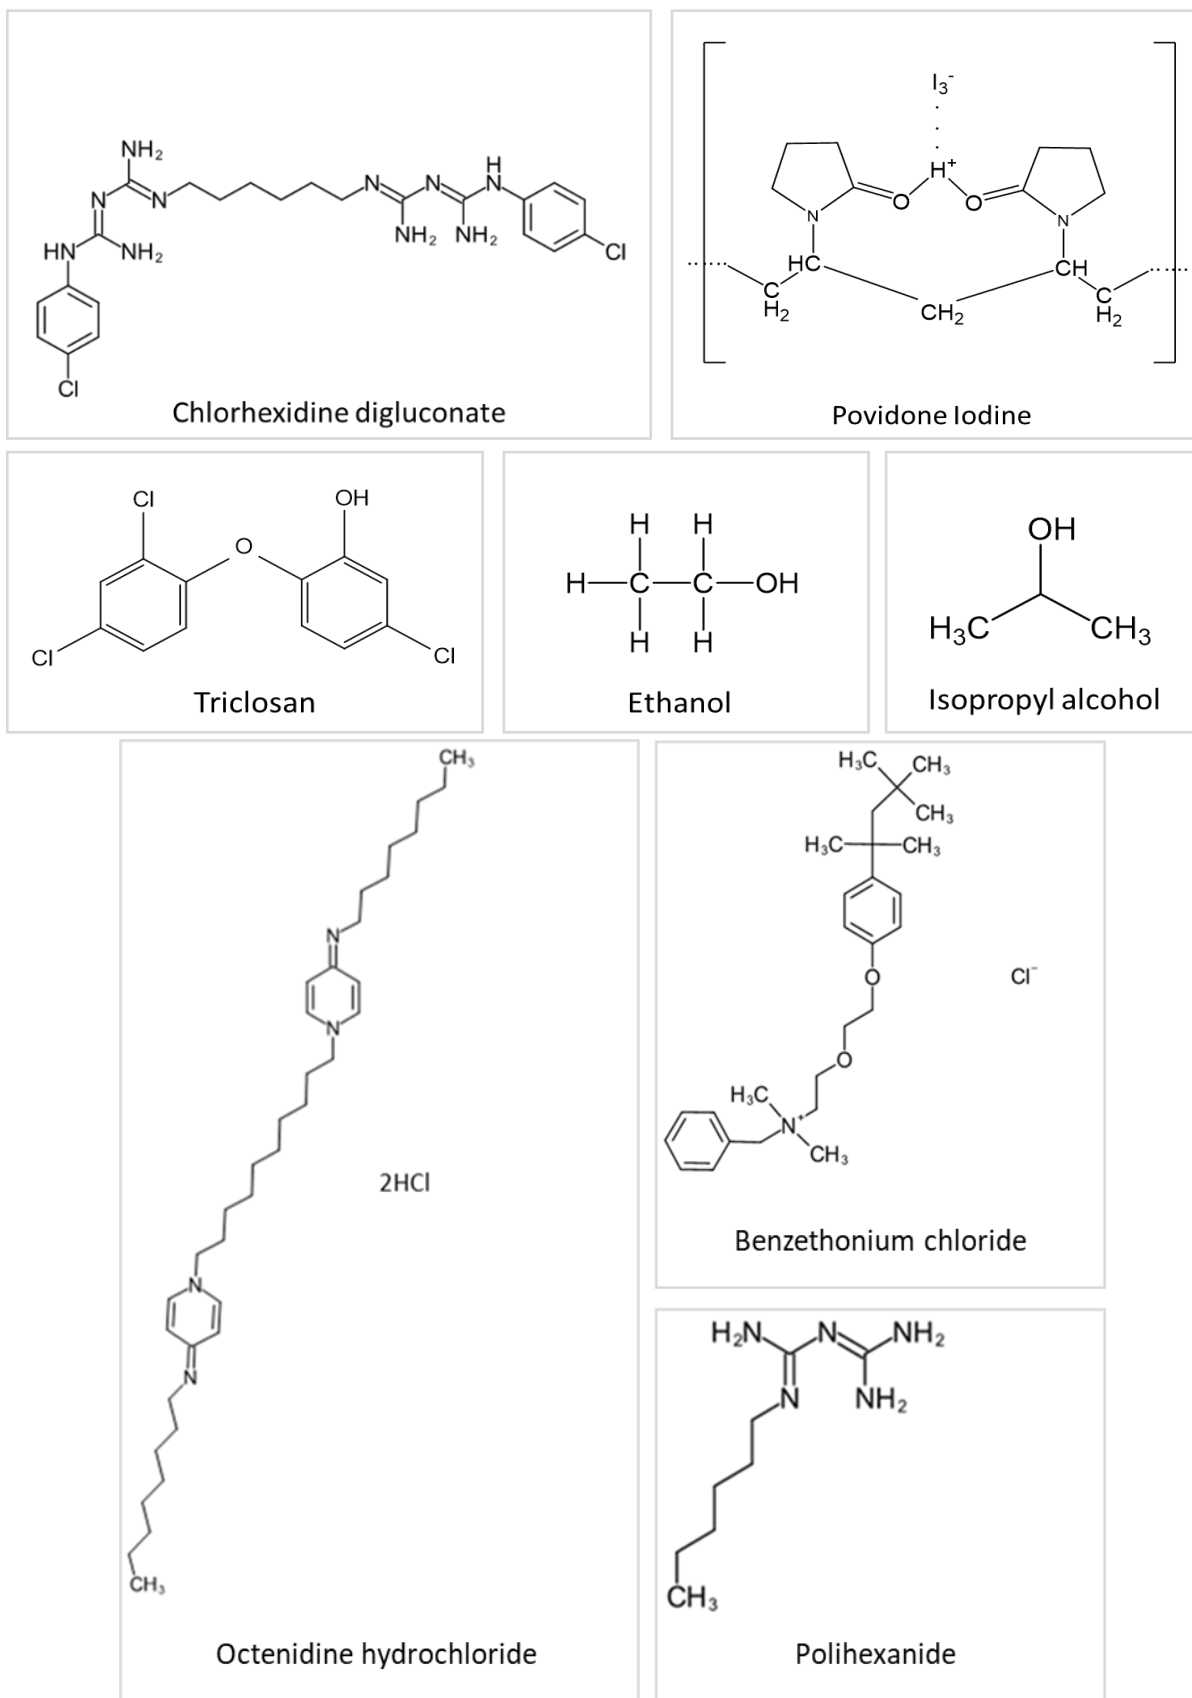 NH₂
N
N
HN
NH₂
Cl
N
N
H
N
NH₂
NH₂
Cl
Chlorhexidine digluconate
I₃⁻
H⁺
O
O
N
N
HC
CH
C
H₂
CH₂
C
H₂
Povidone Iodine
Cl
O
OH
Cl
Cl
Triclosan
H
H
H
C
C
OH
H
H
Ethanol
OH
H₃C
CH₃
Isopropyl alcohol
CH₃
N
N
2HCl
N
N
CH₃
Octenidine hydrochloride
H₃C
CH₃
CH₃
H₃C
CH₃
O
Cl⁻
O
H₃C
N⁺
CH₃
Benzethonium chloride
H₂N
N
NH₂
N
NH₂
CH₃
Polihexanide